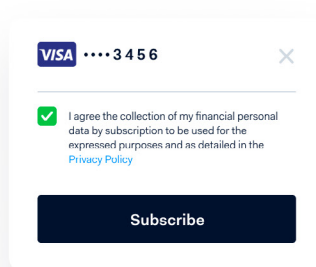 VISA ••••3456
I agree the collection of my financial personal
data by subscription to be used for the
expressed purposes and as detailed in the
Privacy Policy
Subscribe